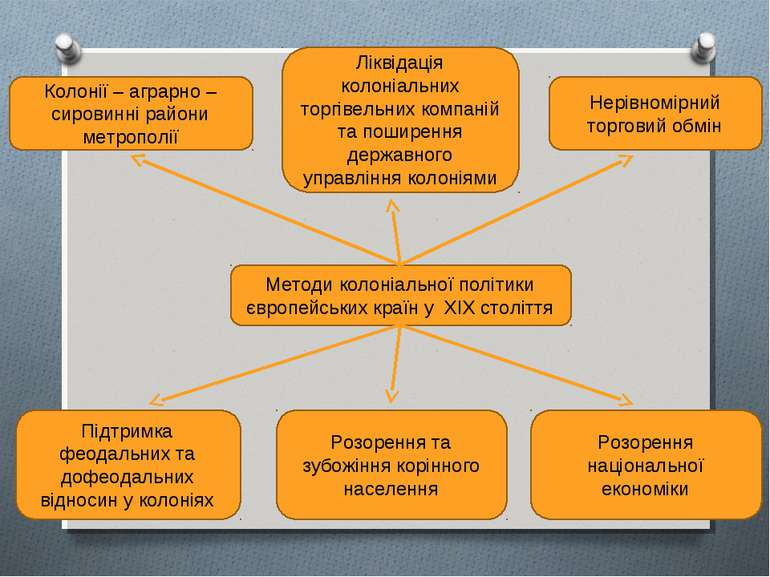 Колонії – аграрно –
сировинні райони
метрополії
Ліквідація
колоніальних
торгівельних компаній
та поширення
державного
управління колоніями
Нерівномірний
торговий обмін
Методи колоніальної політики
європейських країн у XIX століття
Підтримка
феодальних та
дофеодальних
відносин у колоніях
Розорення та
зубожіння корінного
населення
Розорення
національної
економіки